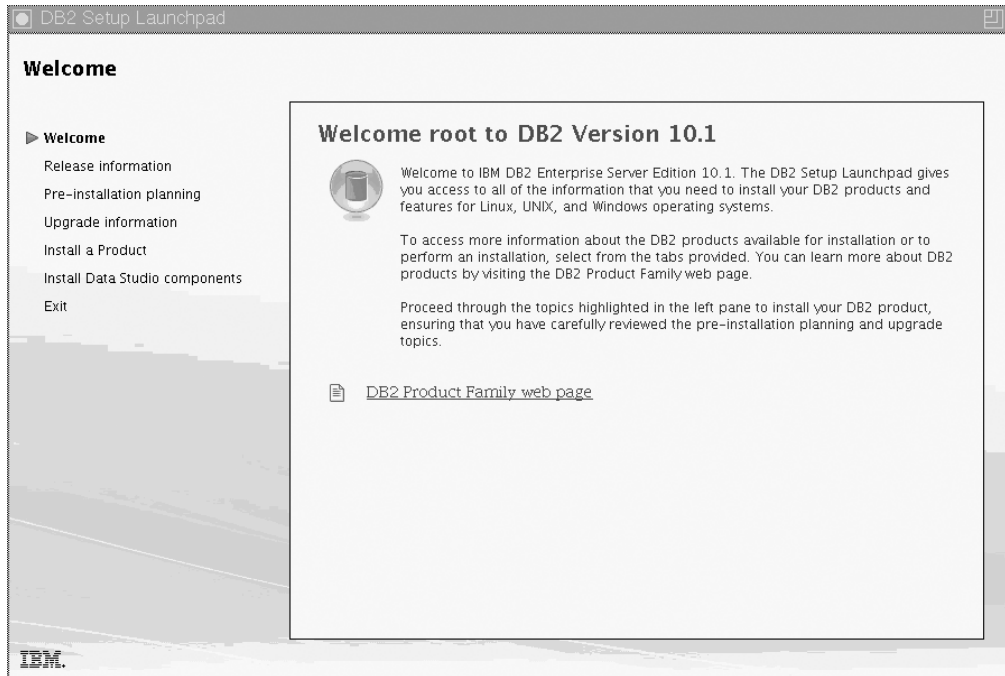 DB2 Setup Launchpad
Welcome
Welcome
Release information
Pre-installation planning
Upgrade information
Install a Product
Install Data Studio components
Exit
Welcome root to DB2 Version 10.1
Welcome to IBM DB2 Enterprise Server Edition 10.1. The DB2 Setup Launchpad gives
you access to all of the information that you need to install your DB2 products and
features for Linux, UNIX, and Windows operating systems.
To access more information about the DB2 products available for installation or to
perform an installation, select from the tabs provided. You can learn more about DB2
products by visiting the DB2 Product Family web page.
Proceed through the topics highlighted in the left pane to install your DB2 product,
ensuring that you have carefully reviewed the pre-installation planning and upgrade
topics.
DB2 Product Family web page
IBM.